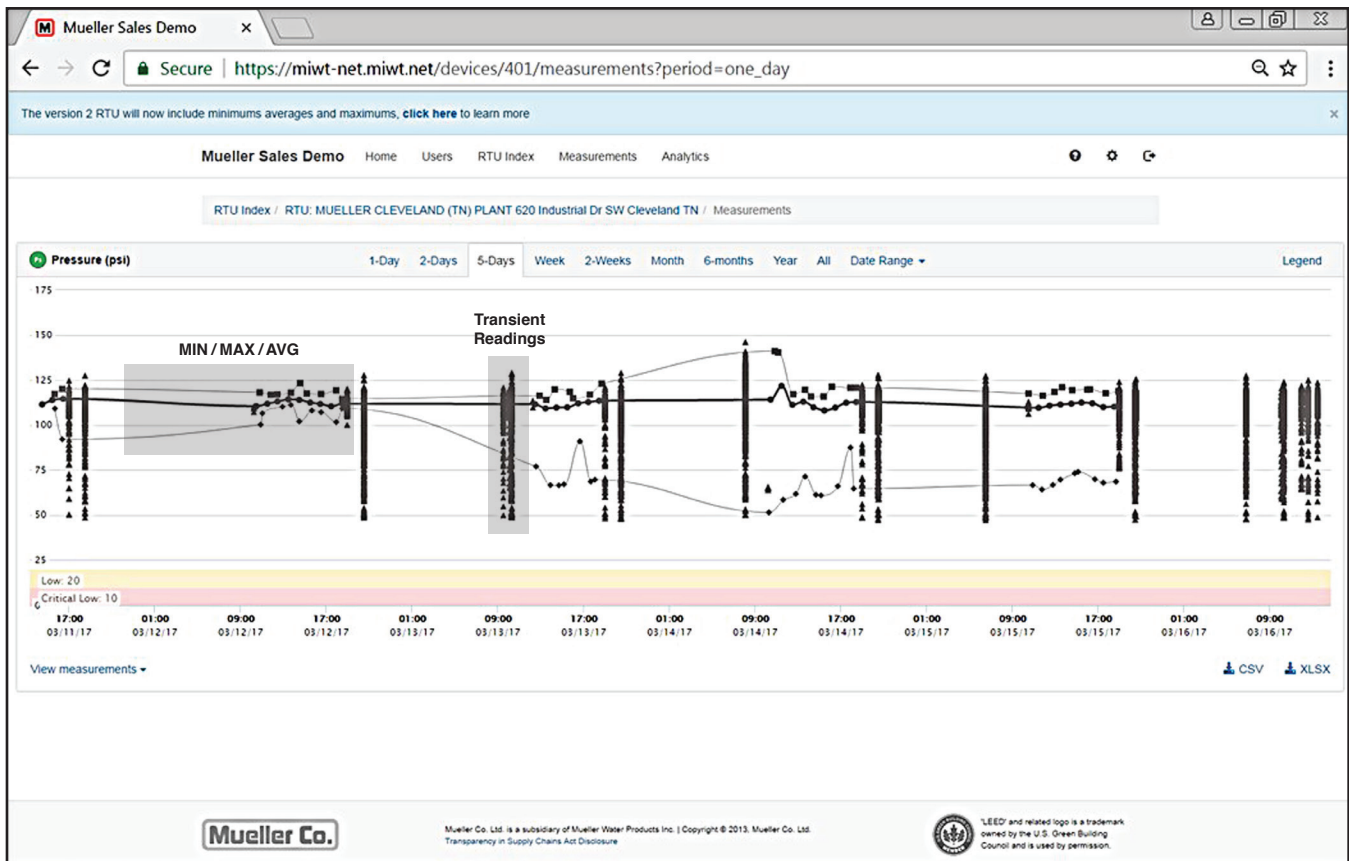 Mueller Sales Demo
Secure | https://miwt-net.miwt.net/devices/401/measurements?period=one_day
The version 2 RTU will now include minimums averages and maximums, click here to learn more
Mueller Sales Demo Home Users RTU Index Measurements Analytics
RTU Index / RTU: MUELLER CLEVELAND (TN) PLANT 620 Industrial Dr SW Cleveland TN / Measurements
Pressure (psi) 1-Day 2-Days 5-Days Week 2-Weeks Month 6-months Year All Date Range Legend
175
Transient
Readings
150
MIN / MAX / AVG
125
100
75
50
25
Low: 20
Critical Low: 10
0
17:00 01:00 09:00 17:00 01:00 09:00 17:00 01:00 09:00 17:00 01:00 09:00 17:00 01:00 09:00
03/11/17 03/12/17 03/12/17 03/12/17 03/13/17 03/13/17 03/13/17 03/14/17 03/14/17 03/14/17 03/15/17 03/15/17 03/15/17 03/16/17 03/16/17
View measurements CSV XLSX
Mueller Co. Mueller Co. Ltd. is a subsidiary of Mueller Water Products Inc. | Copyright © 2013, Mueller Co. Ltd.
Transparency in Supply Chains Act Disclosure
'LEED' and related logo is a trademark
owned by the U.S. Green Building
Council and is used by permission.